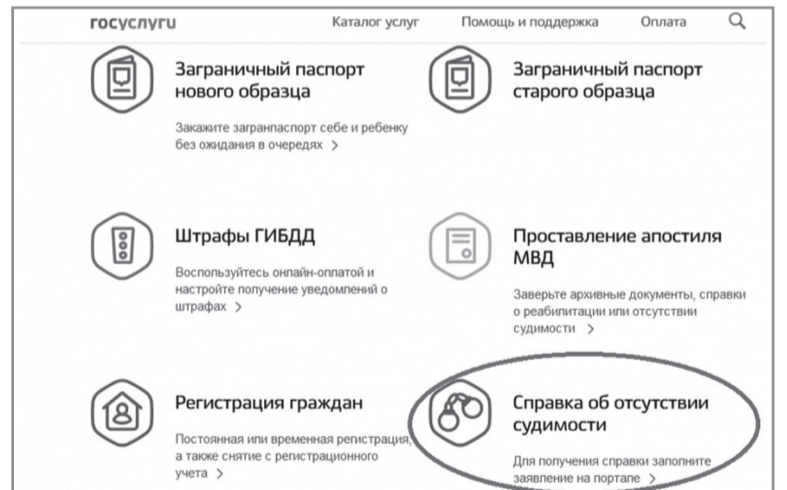 госуслуги
Каталог услуг Помощь и поддержка Оплата
Заграничный паспорт
нового образца
Закажите загранпаспорт себе и ребенку
без ожидания в очередях >
Заграничный паспорт
старого образца
Штрафы ГИБДД
Воспользуйтесь онлайн-оплатой и
настройте получение уведомлений о
штрафах >
Проставление апостиля
МВД
Заверьте архивные документы, справки
о реабилитации или отсутствии
судимости >
Регистрация граждан
Постоянная или временная регистрация,
а также снятие с регистрационного
учета >
Справка об отсутствии
судимости
Для получения справки заполните
заявление на портале >